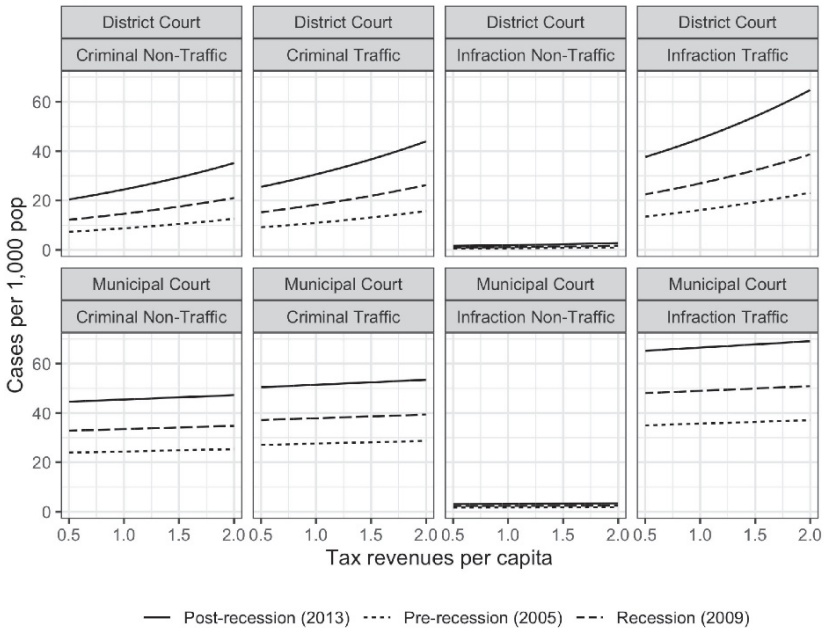 District Court District Court District Court District Court
Criminal Non-Traffic Criminal Traffic Infraction Non-Traffic Infraction Traffic
60
40
20
0
Municipal Court Municipal Court Municipal Court Municipal Court
Criminal Non-Traffic Criminal Traffic Infraction Non-Traffic Infraction Traffic
60
40
20
0
Cases per 1,000 pop
0.5 1.0 1.5 2.0 0.5 1.0 1.5 2.0 0.5 1.0 1.5 2.0 0.5 1.0 1.5 2.0
Tax revenues per capita
Post-recession (2013) Pre-recession (2005) Recession (2009)